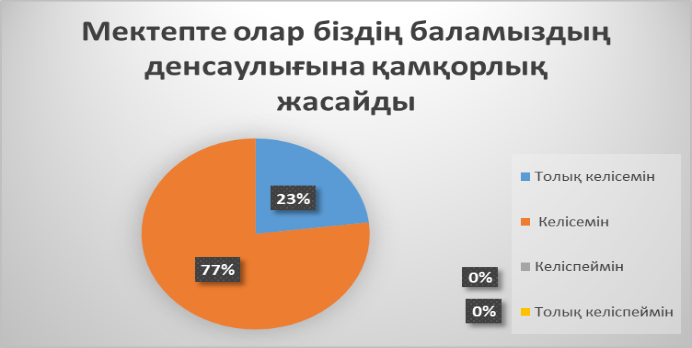 Мектепте олар біздің баламыздың
денсаулығына қамқорлық
жасайды
23%
77%
0%
0%
Толық келісемін
Келісемін
Келіспеймін
Толық келіспеймін